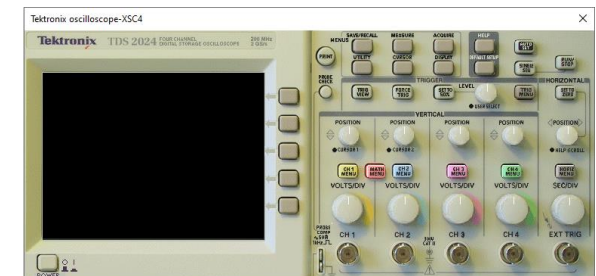 Tektronix oscilloscope-XSC4
Tektronix TDS 2024 FOUR CHANNEL DIGITAL STORAGE OSCILLOSCOPE 200 MHz 2 GS/s
MENUS SAVE/RECALL MEASURE ACQUIRE HELP
PRINT UTILITY CURSOR DISPLAY DEFAULT SETUP AUTO SET
SINGLE SEQ RUN/STOP
PROBE CHECK
TRIGGER HORIZONTAL
TRIG VIEW FORCE TRIG SET TO 50% LEVEL TRIG MENU SET TO ZERO
USER SELECT
VERTICAL
POSITION POSITION POSITION POSITION POSITION
CURSOR 1 CURSOR 2 HELP SCROLL
CH 1 MENU MATH MENU CH 2 MENU CH 3 MENU CH 4 MENU HORIZ MENU
VOLTS/DIV VOLTS/DIV VOLTS/DIV VOLTS/DIV SEC/DIV
PROBE COMP
CH 1 CH 2 CH 3 CH 4 EXT TRIG
POWER